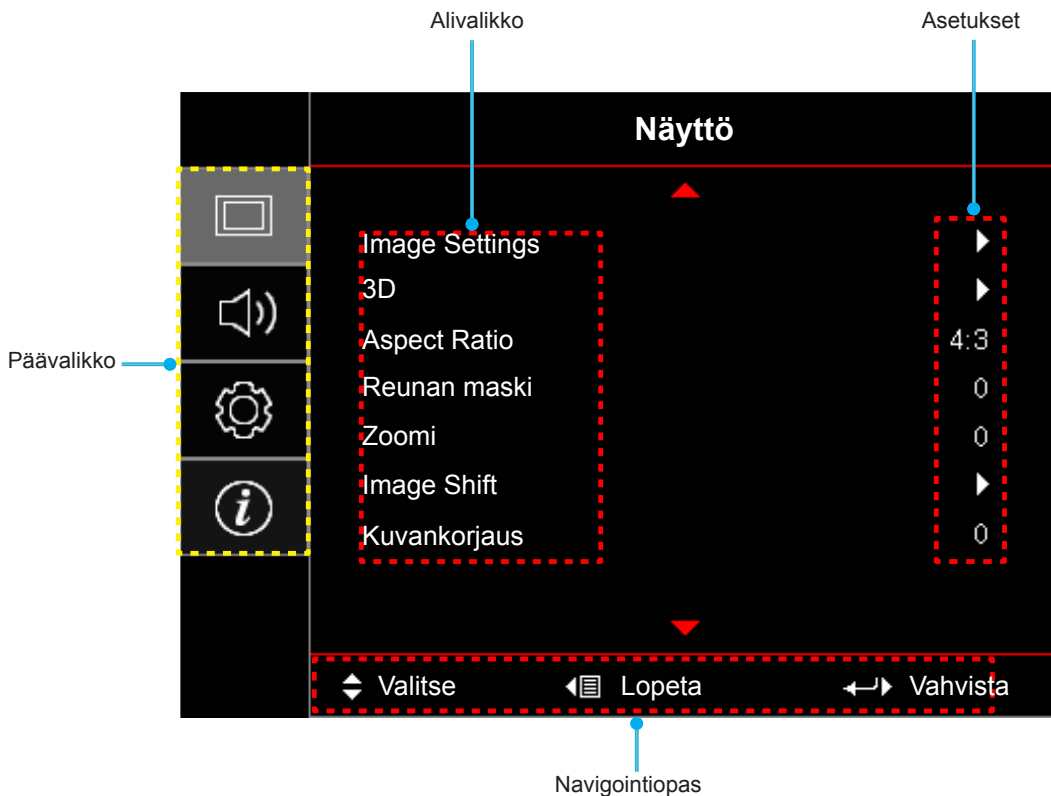 Alivalikko
Asetukset
Näyttö
Image Settings
3D
Aspect Ratio 4:3
Päävalikko
Reunan maski 0
Zoomi 0
Image Shift
i
Kuvankorjaus 0
Valitse Lopeta Vahvista
Navigointiopas